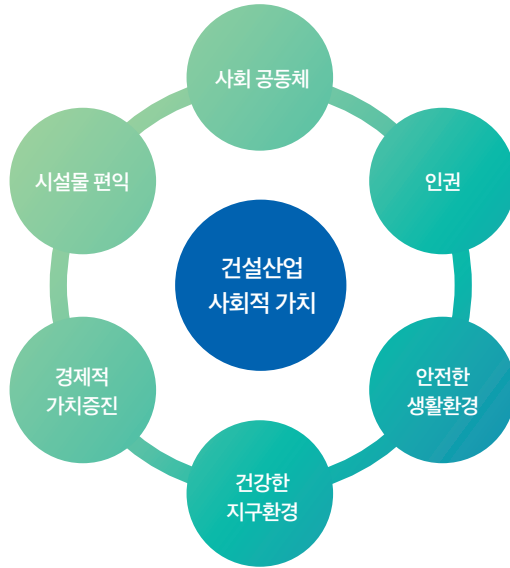 사회 공동체
인권
안전한
생활환경
건강한
지구환경
경제적
가치증진
시설물 편익
건설산업
사회적 가치